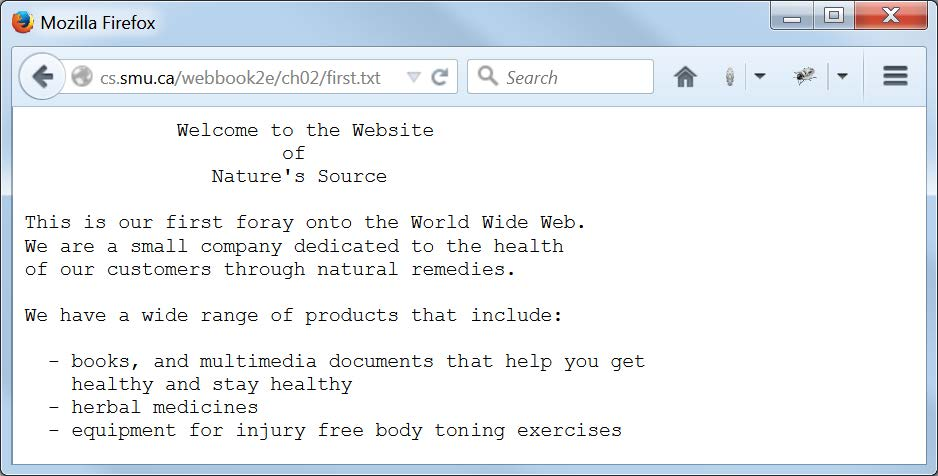 Mozilla Firefox
cs.smu.ca/webbook2e/ch02/first.txt
Search
Welcome to the Website
of
Nature's Source
This is our first foray onto the World Wide Web.
We are a small company dedicated to the health
of our customers through natural remedies.
We have a wide range of products that include:
- books, and multimedia documents that help you get
healthy and stay healthy
- herbal medicines
- equipment for injury free body toning exercises